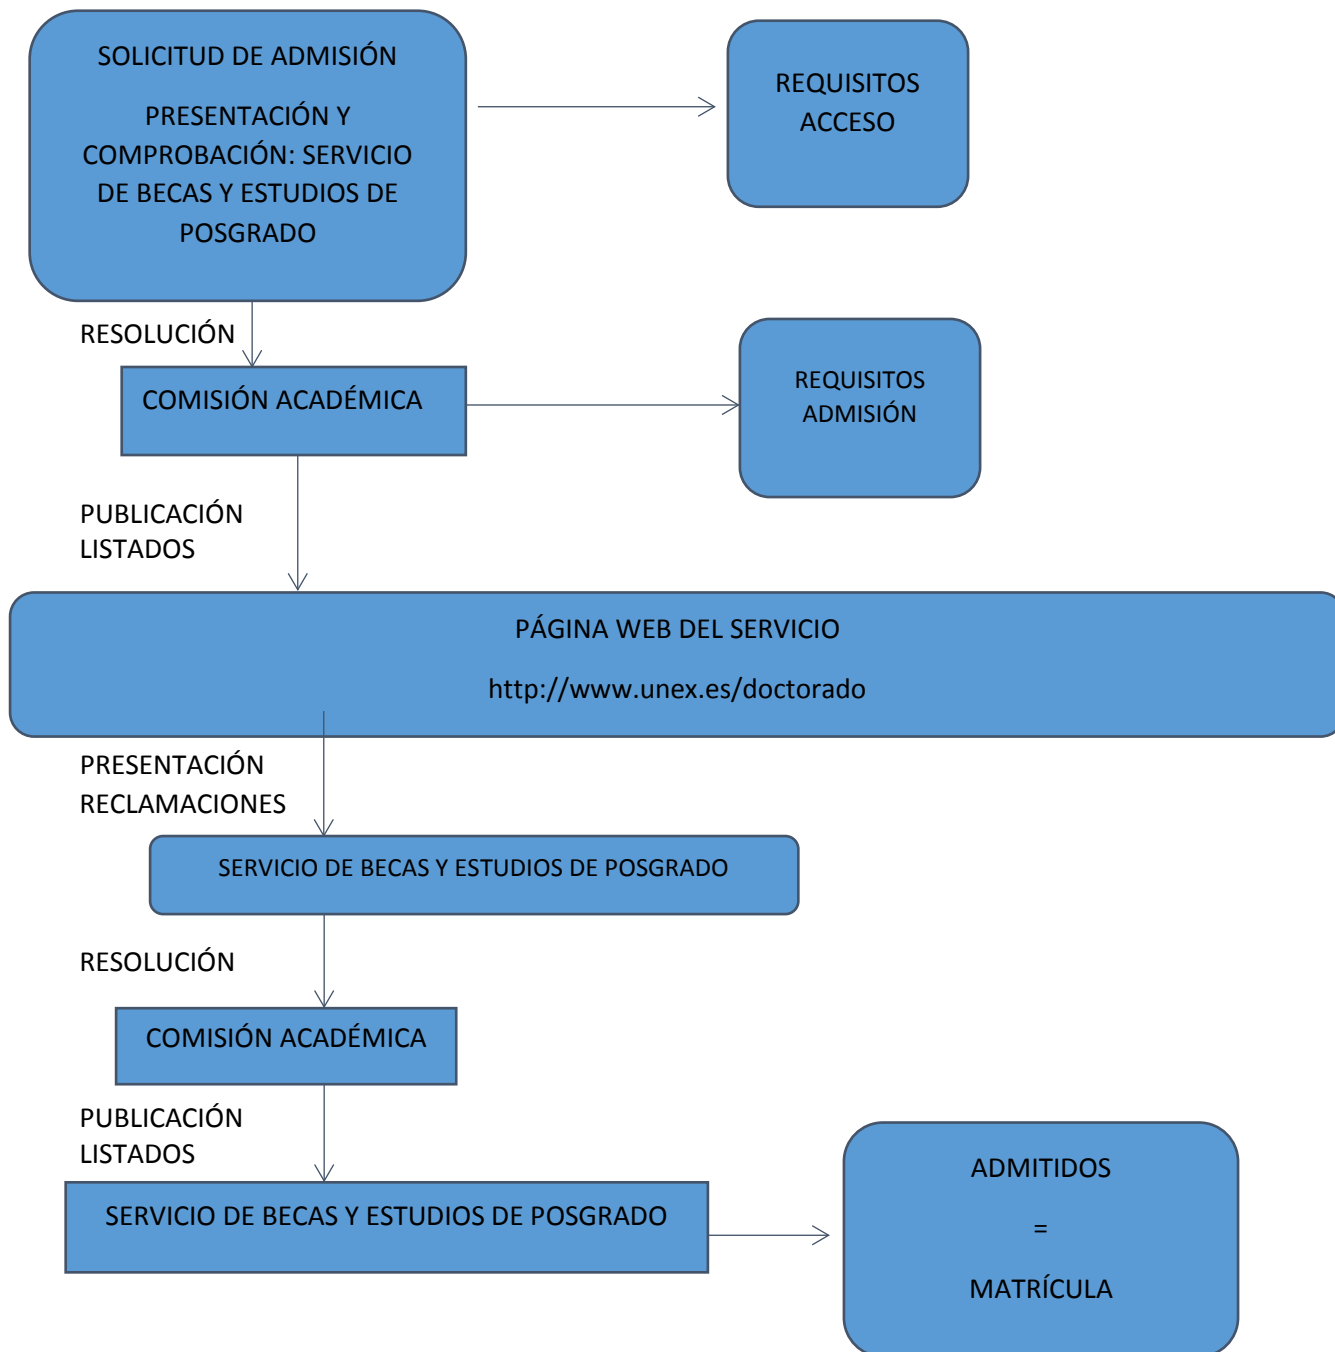 SOLICITUD DE ADMISIÓN
PRESENTACIÓN Y
COMPROBACIÓN: SERVICIO
DE BECAS Y ESTUDIOS DE
POSGRADO
REQUISITOS
ACCESO
RESOLUCIÓN
COMISIÓN ACADÉMICA
REQUISITOS
ADMISIÓN
PUBLICACIÓN
LISTADOS
PÁGINA WEB DEL SERVICIO
http://www.unex.es/doctorado
PRESENTACIÓN
RECLAMACIONES
SERVICIO DE BECAS Y ESTUDIOS DE POSGRADO
RESOLUCIÓN
COMISIÓN ACADÉMICA
PUBLICACIÓN
LISTADOS
SERVICIO DE BECAS Y ESTUDIOS DE POSGRADO
ADMITIDOS
=
MATRÍCULA